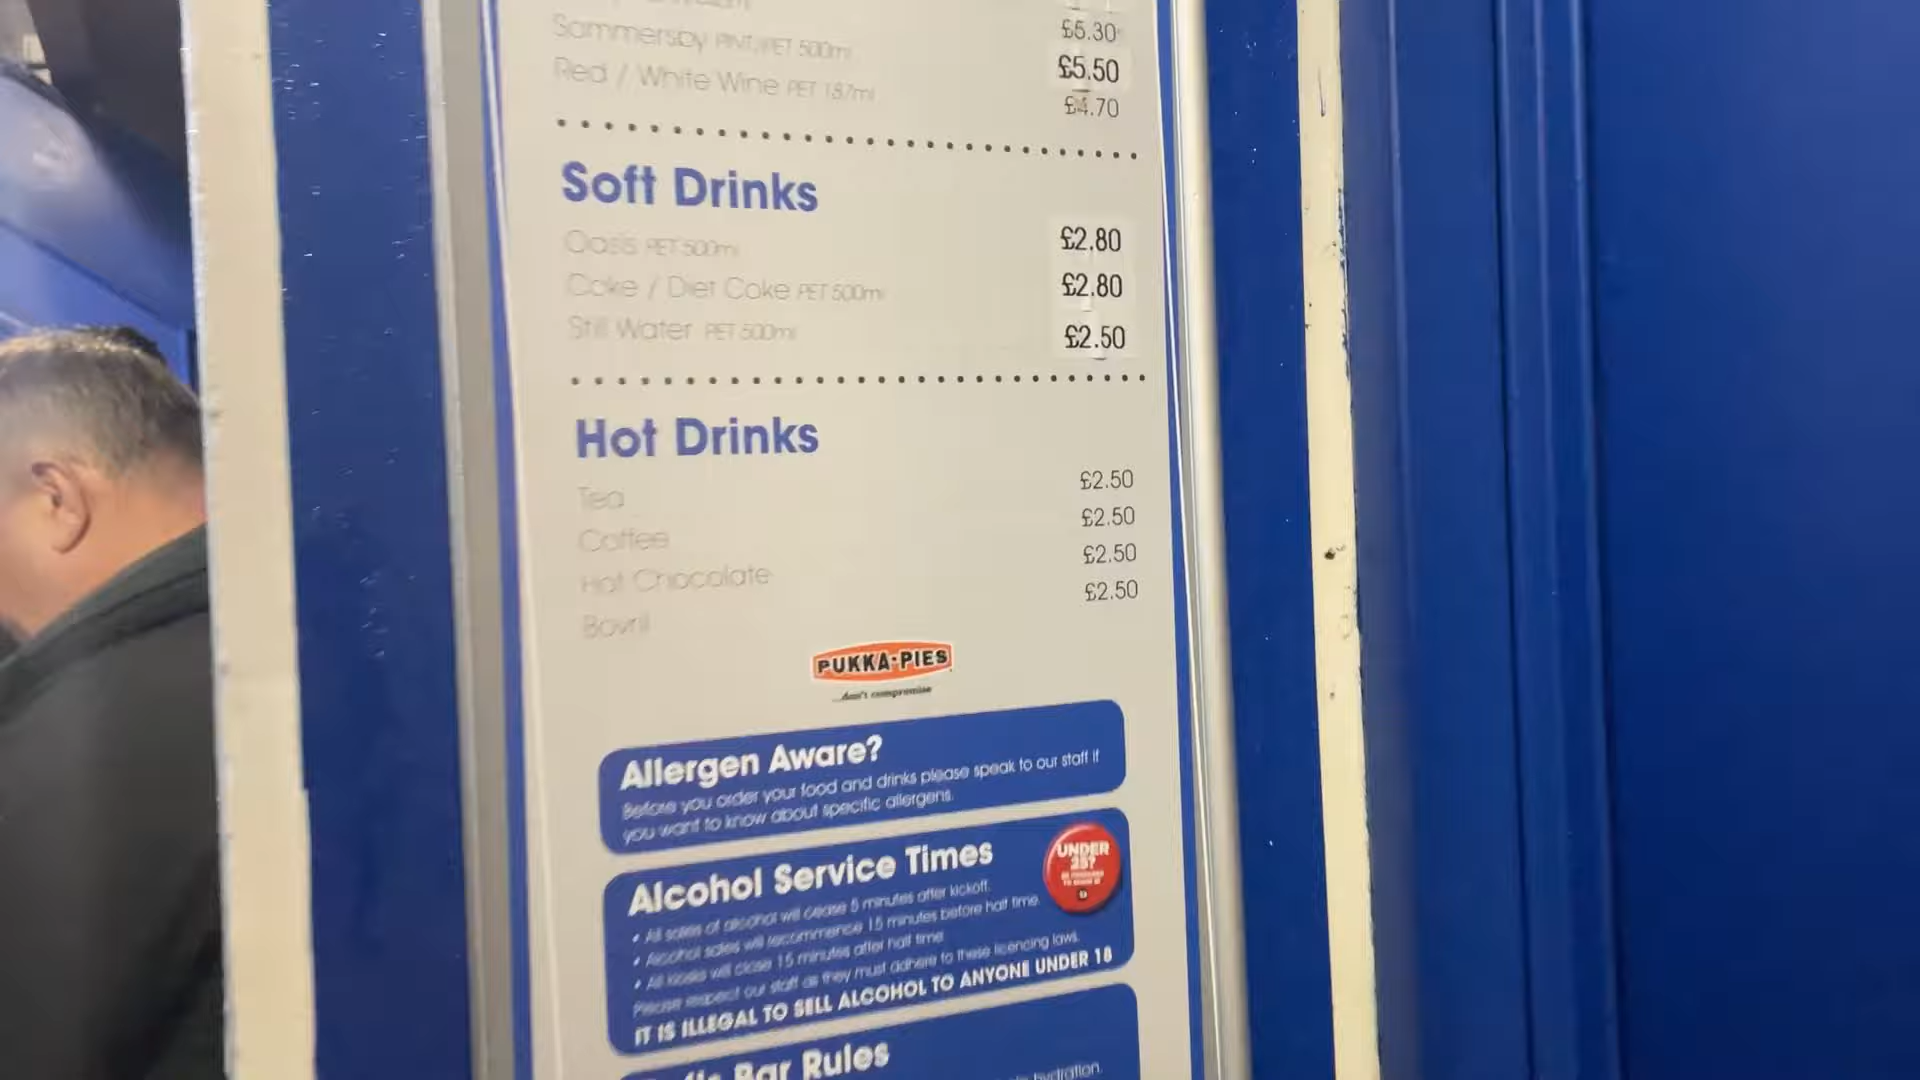 £5.30
Sommersby PINT/PET 500ml £5.50
Red / White Wine PET 187ml £4.70
Soft Drinks
Oasis PET 500ml £2.80
Coke / Diet Coke PET 500ml £2.80
Still Water PET 500ml £2.50
Hot Drinks
Tea £2.50
Coffee £2.50
Hot Chocolate £2.50
Bovril £2.50
PUKKA-PIES
...don't compromise
Allergen Aware?
Before you order your food and drinks please speak to our staff if
you want to know about specific allergens.
Alcohol Service Times
UNDER
25?
• All sales of alcohol will cease 5 minutes after kickoff.
• Alcohol sales will recommence 15 minutes before half time.
• All kiosks will close 15 minutes after half time
Please respect our staff as they must adhere to these licencing laws.
IT IS ILLEGAL TO SELL ALCOHOL TO ANYONE UNDER 18
Bar Rules
hydration.